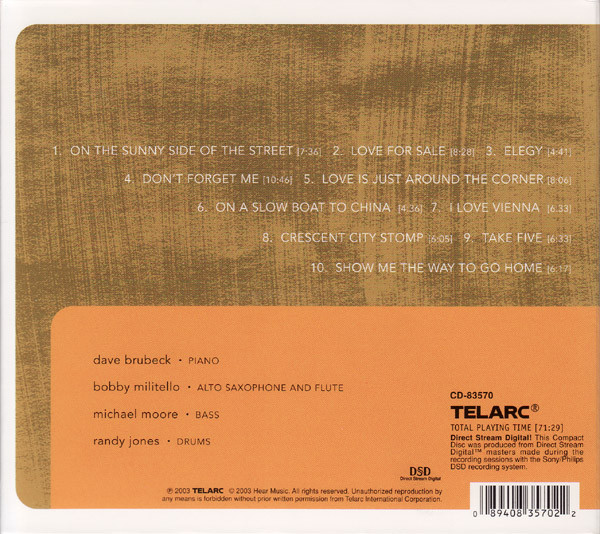 1. ON THE SUNNY SIDE OF THE STREET [7:36] 2. LOVE FOR SALE [8:28] 3. ELEGY [4:41]
4. DON'T FORGET ME [10:46] 5. LOVE IS JUST AROUND THE CORNER [8:06]
6. ON A SLOW BOAT TO CHINA [4:36] 7. I LOVE VIENNA [6:33]
8. CRESCENT CITY STOMP [6:05] 9. TAKE FIVE [6:33]
10. SHOW ME THE WAY TO GO HOME [6:17]
dave brubeck • PIANO
bobby militello • ALTO SAXOPHONE AND FLUTE
michael moore • BASS
randy jones • DRUMS
CD-83570
TELARC®
TOTAL PLAYING TIME [71:29]
Direct Stream Digital! This Compact
Disc was produced from Direct Stream
Digital™ masters made during the
recording sessions with the Sony/Philips
DSD recording system.
DSD
Direct Stream Digital
℗ 2003 TELARC © 2003 Hear Music. All rights reserved. Unauthorized reproduction by
any means is forbidden without prior written permission from Telarc International Corporation.
0 89408 35702 2